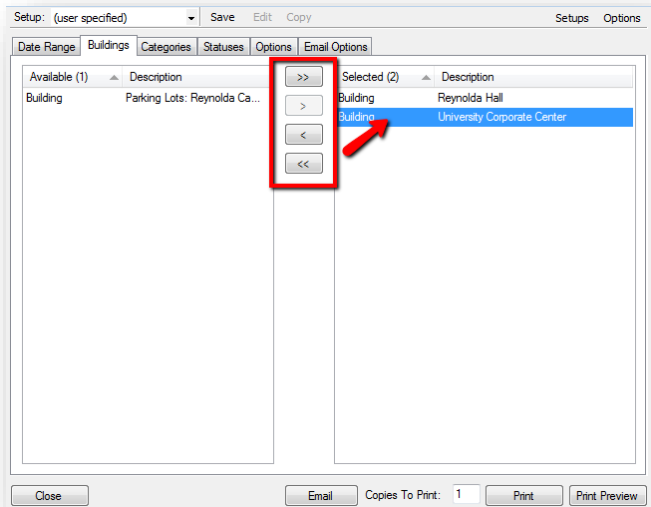 Setup: (user specified) Save Edit Copy Setups Options
Date Range Buildings Categories Statuses Options Email Options
Available (1) Description >> Selected (2) Description
Building Parking Lots: Reynolda Ca... Building Reynolda Hall
>
Building University Corporate Center
<
<<
Close Email Copies To Print: 1 Print Print Preview